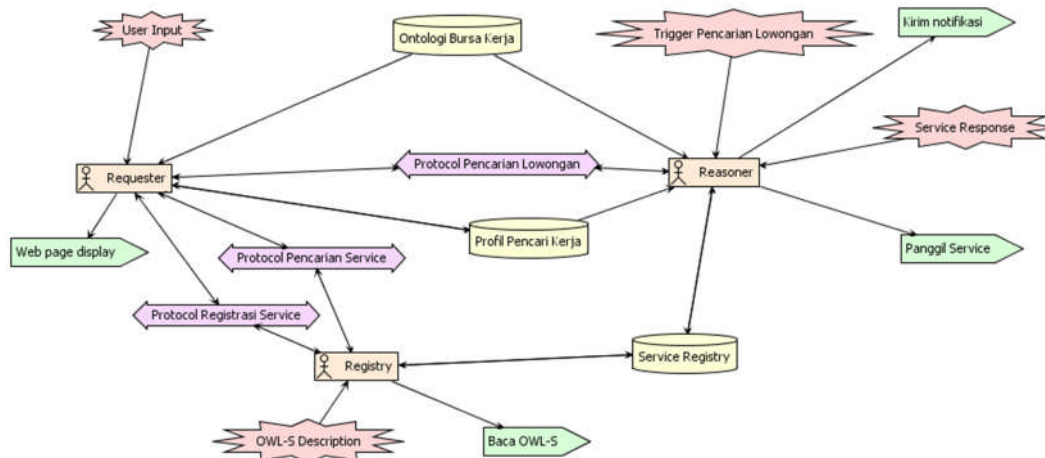 User Input
Ontologi Bursa Kerja
Trigger Pencarian Lowongan
Kirim notifikasi
Service Response
Requester
Protocol Pencarian Lowongan
Reasoner
Web page display
Protocol Pencarian Service
Profil Pencari Kerja
Panggil Service
Protocol Registrasi Service
Registry
Service Registry
OWL-S Description
Baca OWL-S